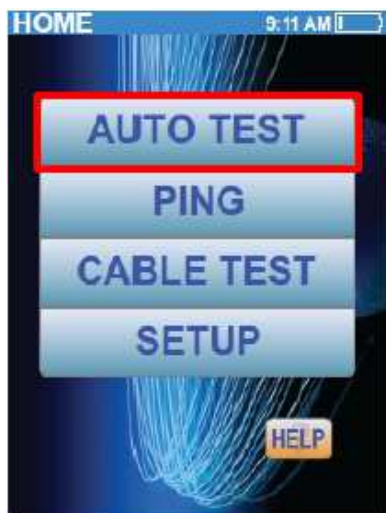 HOME 9:11 AM
AUTO TEST
PING
CABLE TEST
SETUP
HELP